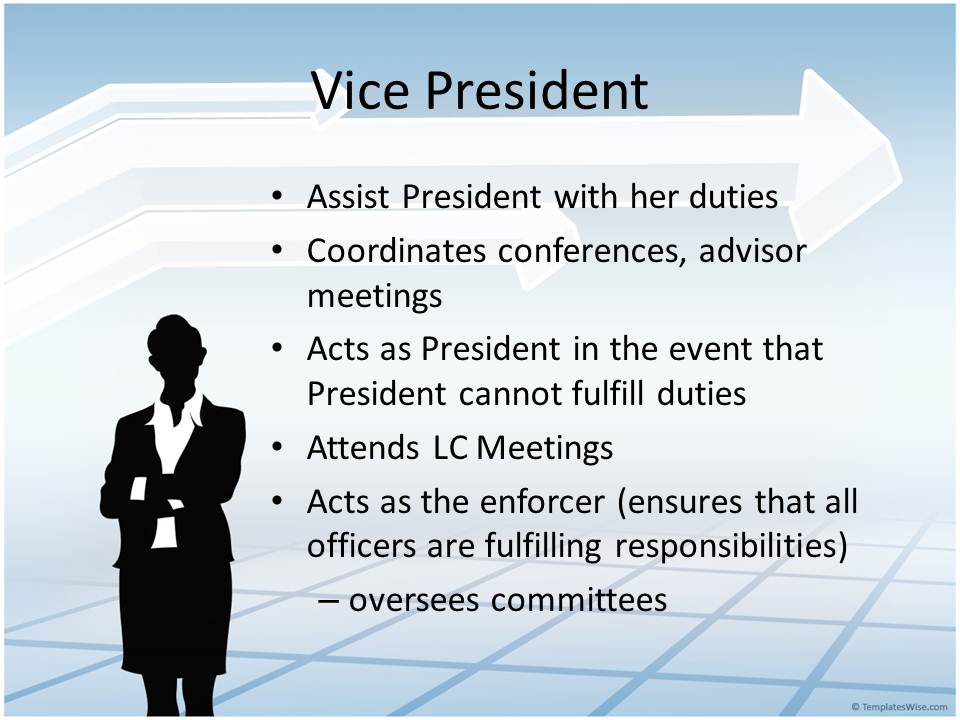 Vice President
• Assist President with her duties
• Coordinates conferences, advisor
meetings
• Acts as President in the event that
President cannot fulfill duties
• Attends LC Meetings
• Acts as the enforcer (ensures that all
officers are fulfilling responsibilities)
– oversees committees
© TemplatesWise.com